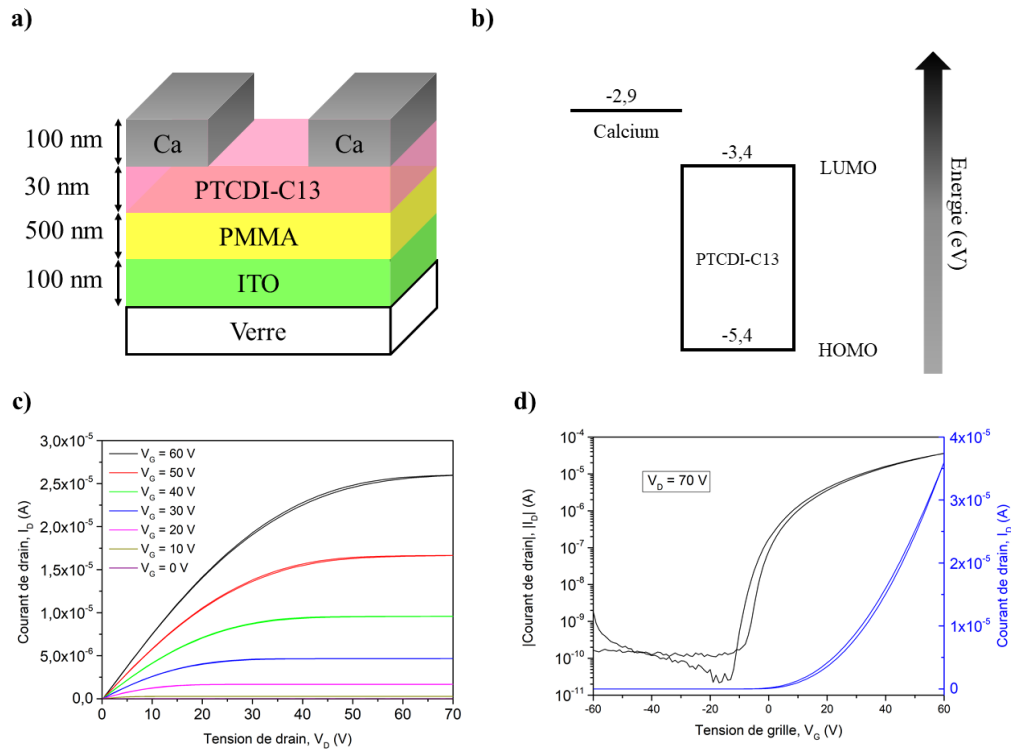 a)
100 nm
Ca
Ca
30 nm
PTCDI-C13
500 nm
PMMA
100 nm
ITO
Verre
b)
-2,9
Calcium
-3,4
LUMO
PTCDI-C13
-5,4
HOMO
Energie (eV)
c)
3,0x10⁻⁵
2,5x10⁻⁵
2,0x10⁻⁵
1,5x10⁻⁵
1,0x10⁻⁵
5,0x10⁻⁶
0,0
Courant de drain, I_D (A)
V_G = 60 V
V_G = 50 V
V_G = 40 V
V_G = 30 V
V_G = 20 V
V_G = 10 V
V_G = 0 V
0 10 20 30 40 50 60 70
Tension de drain, V_D (V)
d)
10⁻⁴
10⁻⁵
10⁻⁶
10⁻⁷
10⁻⁸
10⁻⁹
10⁻¹⁰
10⁻¹¹
|Courant de drain|, |I_D| (A)
V_D = 70 V
4x10⁻⁵
3x10⁻⁵
2x10⁻⁵
1x10⁻⁵
0
Courant de drain, I_D (A)
-60 -40 -20 0 20 40 60
Tension de grille, V_G (V)